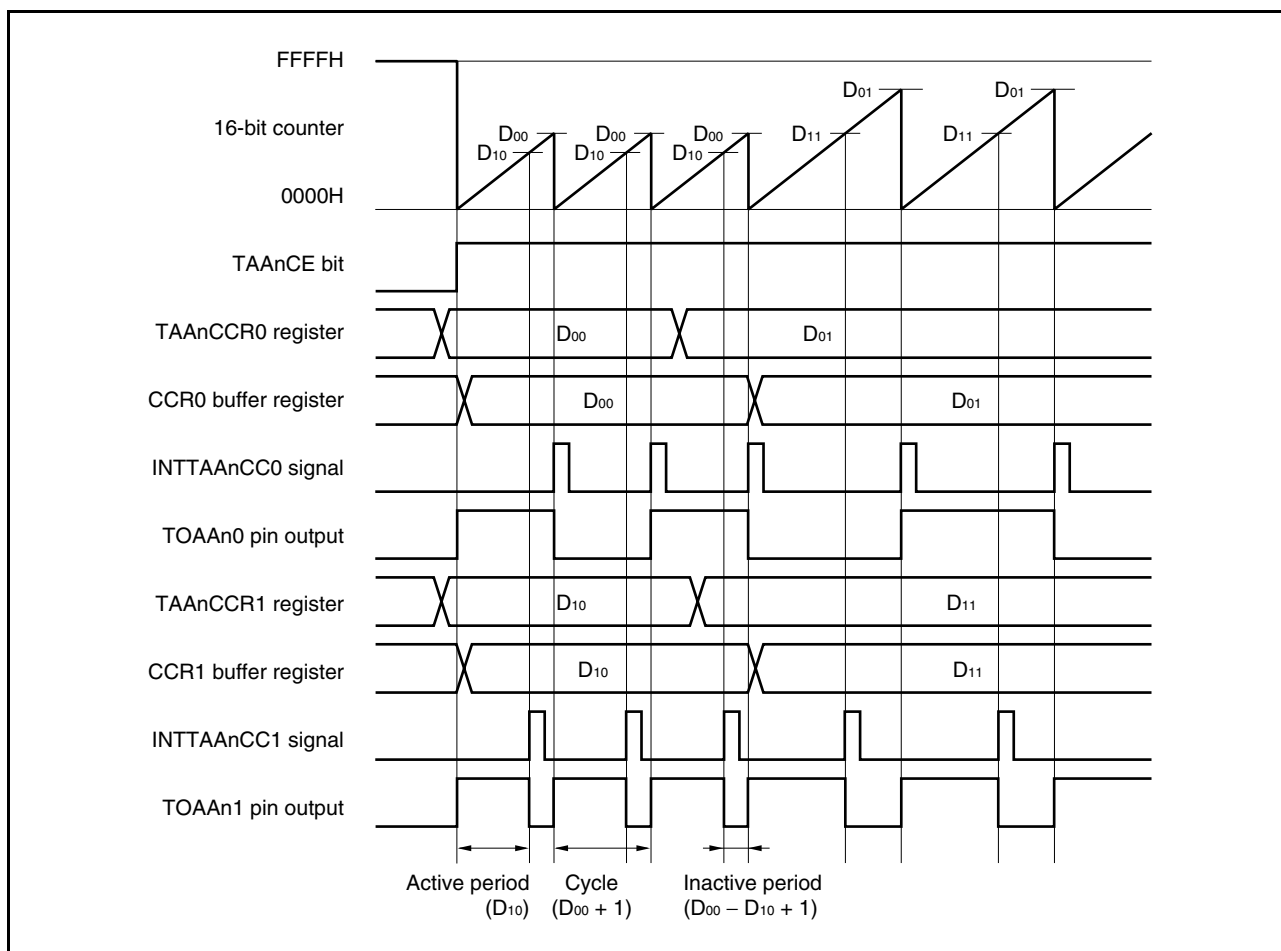 FFFFH
16-bit counter
0000H
D01 D01
D00 D00 D00 D11 D11
D10 D10 D10
TAAnCE bit
TAAnCCR0 register
D00 D01
CCR0 buffer register
D00 D01
INTTAAnCC0 signal
TOAAn0 pin output
TAAnCCR1 register
D10 D11
CCR1 buffer register
D10 D11
INTTAAnCC1 signal
TOAAn1 pin output
Active period Cycle Inactive period
(D10) (D00 + 1) (D00 − D10 + 1)